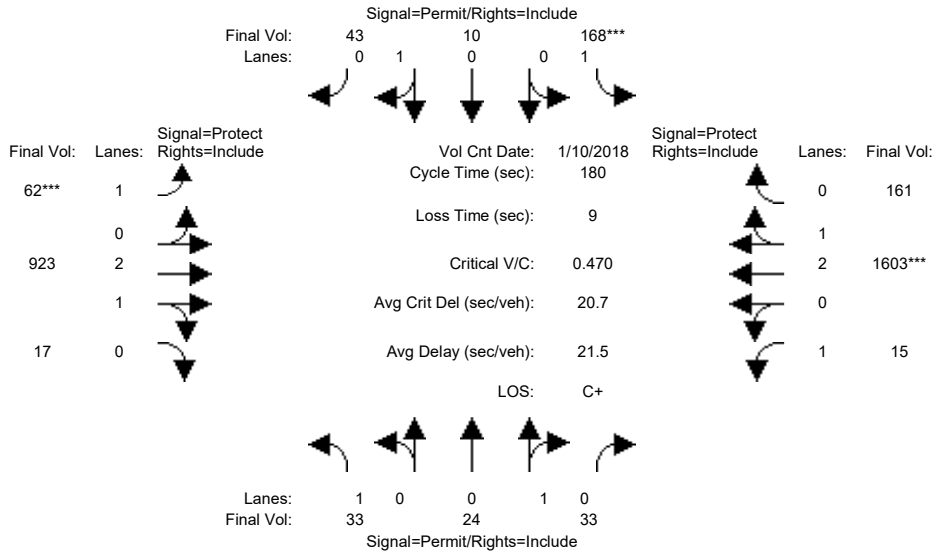 Signal=Permit/Rights=Include
Final Vol: 43 10 168***
Lanes: 0 1 0 0 1
Signal=Protect
Final Vol: Lanes: Rights=Include
Vol Cnt Date: 1/10/2018
Signal=Protect
Rights=Include Lanes: Final Vol:
Cycle Time (sec): 180
62*** 1
0 161
Loss Time (sec): 9
0
1
923 2
Critical V/C: 0.470
2 1603***
1
Avg Crit Del (sec/veh): 20.7
0
17 0
Avg Delay (sec/veh): 21.5
1 15
LOS: C+
Lanes: 1 0 0 1 0
Final Vol: 33 24 33
Signal=Permit/Rights=Include